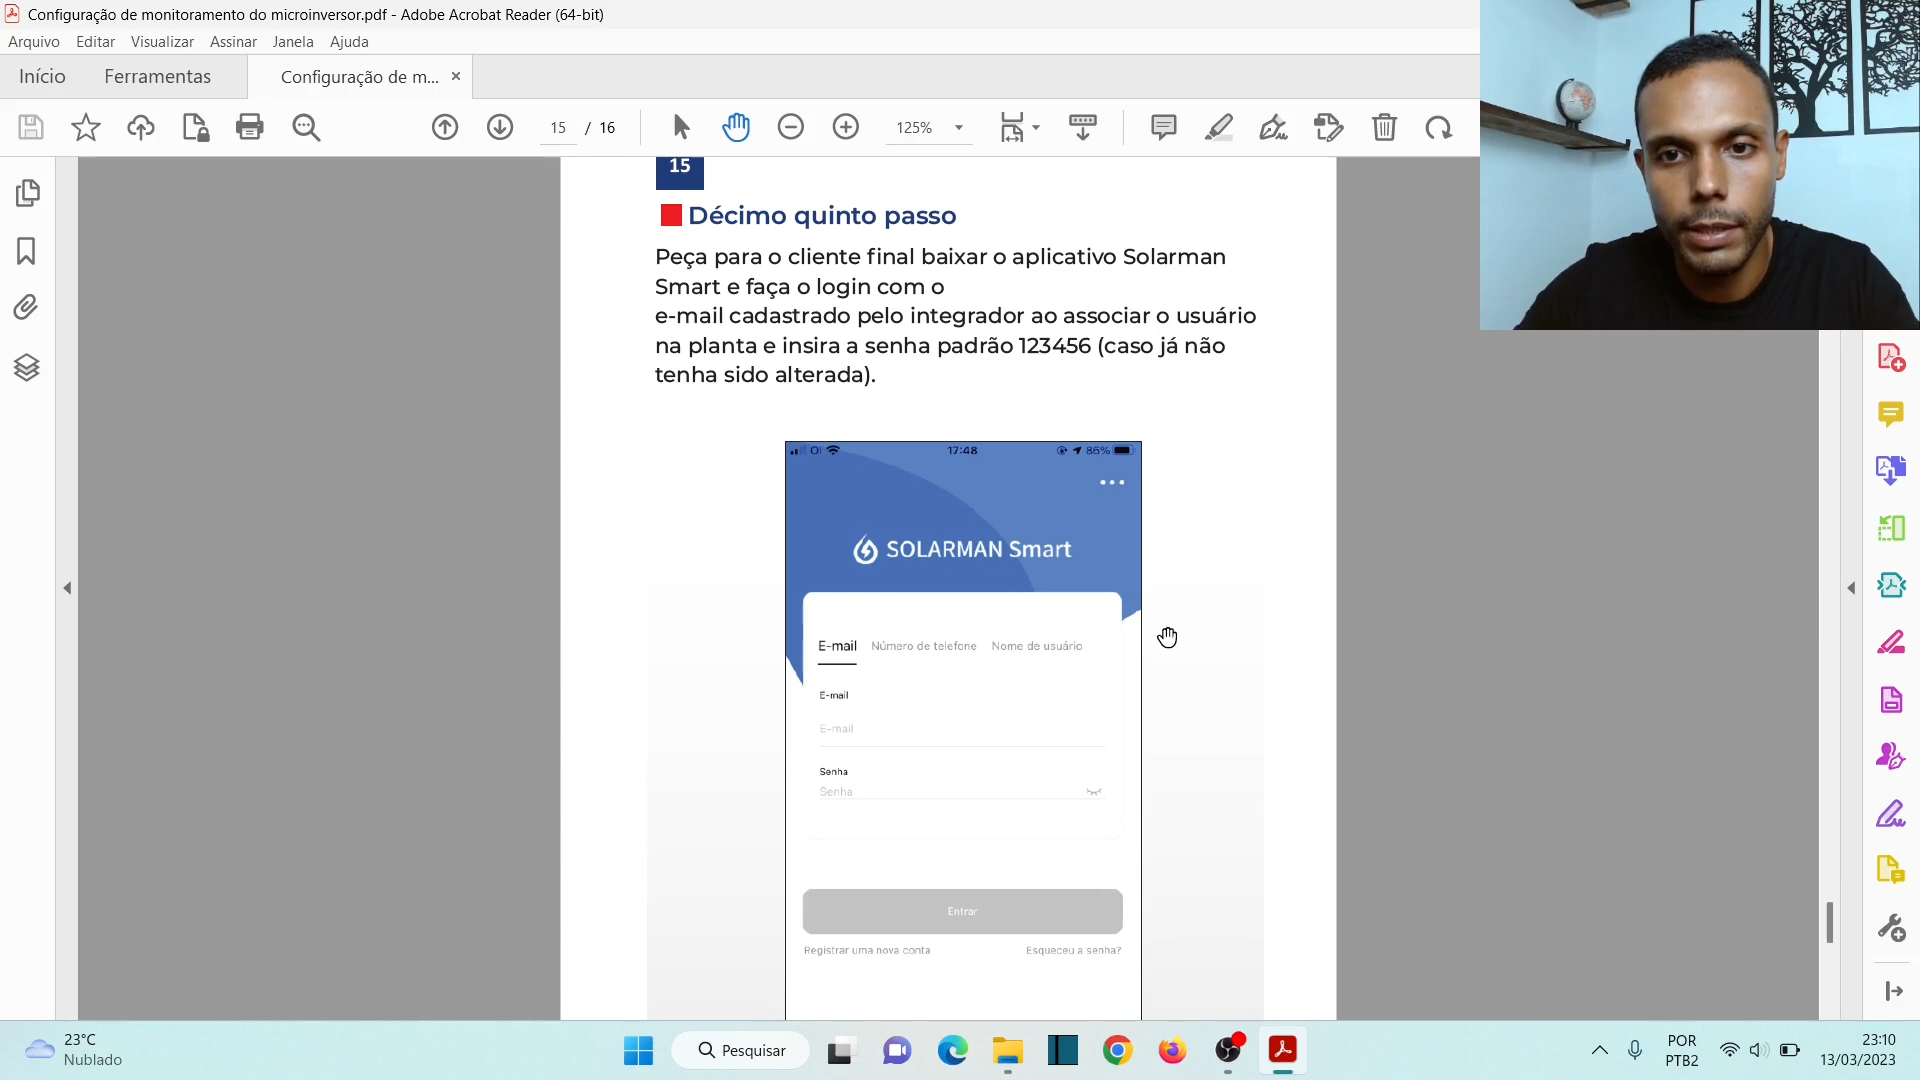 Configuração de monitoramento do microinversor.pdf - Adobe Acrobat Reader (64-bit)
Arquivo Editar Visualizar Assinar Janela Ajuda
Início Ferramentas Configuração de m... ×
15 / 16 125%
15
Décimo quinto passo
Peça para o cliente final baixar o aplicativo Solarman
Smart e faça o login com o
e-mail cadastrado pelo integrador ao associar o usuário
na planta e insira a senha padrão 123456 (caso já não
tenha sido alterada).
OI 17:48 86%
SOLARMAN Smart
E-mail Número de telefone Nome de usuário
E-mail
E-mail
Senha
Senha
Entrar
Registrar uma nova conta Esqueceu a senha?
23°C
Nublado
Pesquisar
POR
PTB2
23:10
13/03/2023